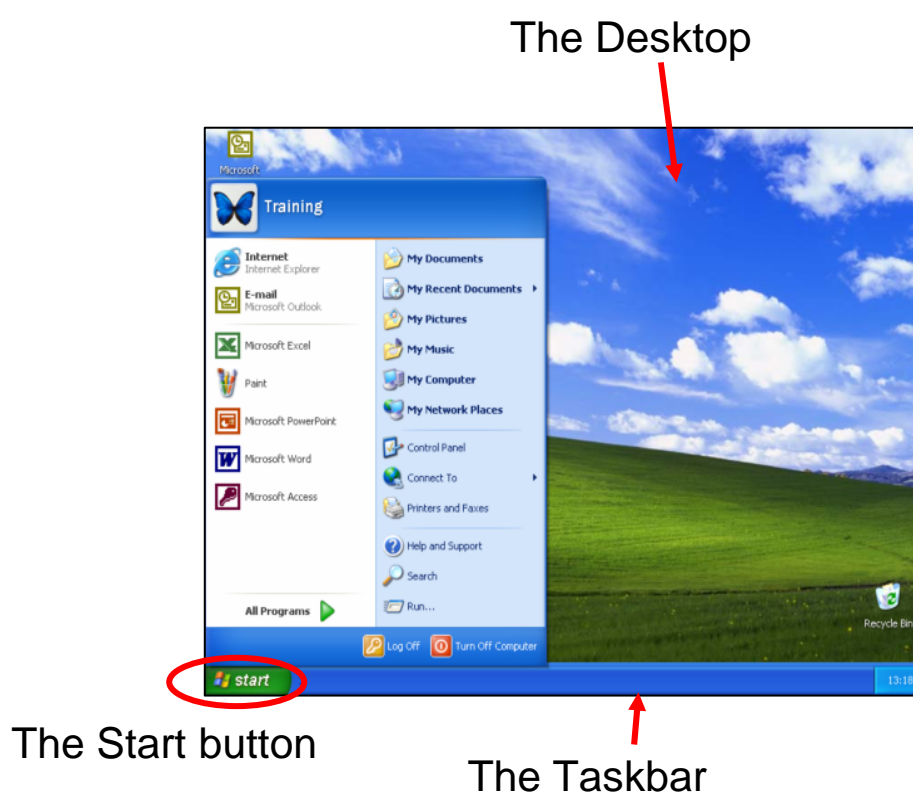 The Desktop
Microsoft
Training
Internet
Internet Explorer
E-mail
Microsoft Outlook
Microsoft Excel
Paint
Microsoft PowerPoint
Microsoft Word
Microsoft Access
All Programs
My Documents
My Recent Documents
My Pictures
My Music
My Computer
My Network Places
Control Panel
Connect To
Printers and Faxes
Help and Support
Search
Run...
Log Off
Turn Off Computer
Recycle Bin
start
13:18
The Start button
The Taskbar